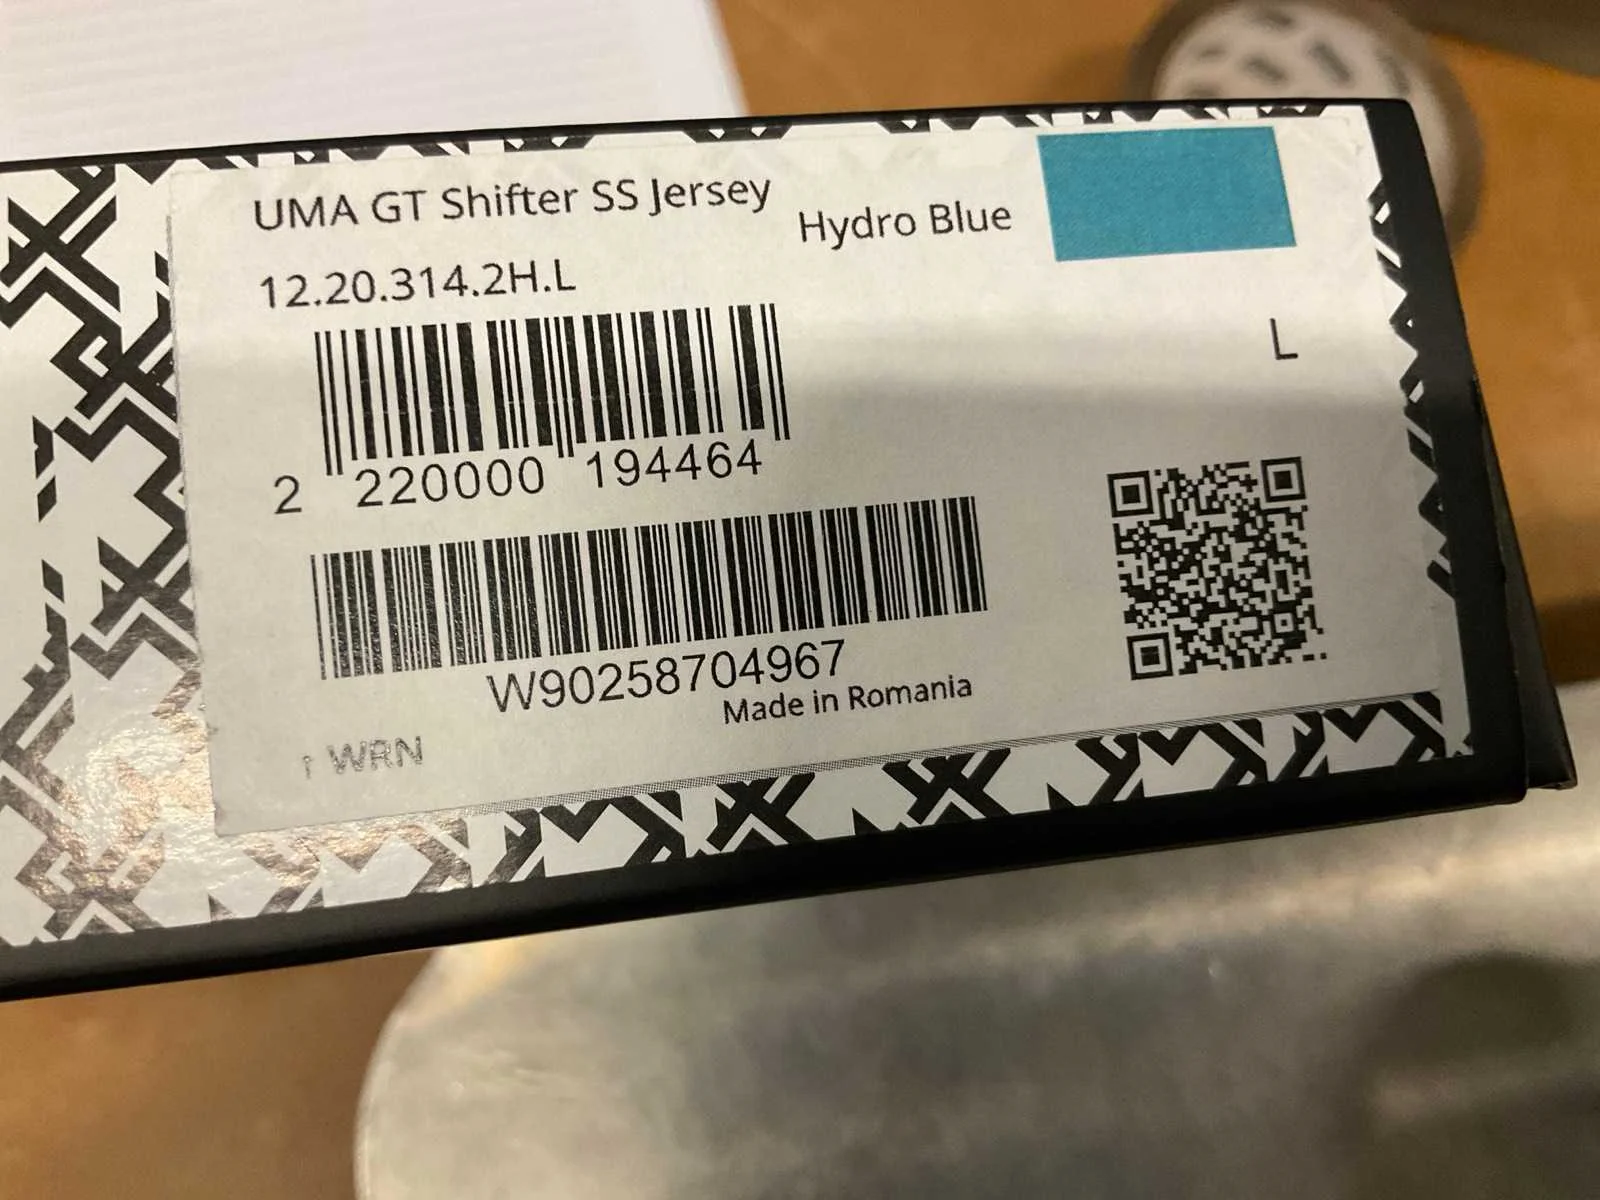 UMA GT Shifter SS Jersey
Hydro Blue
12.20.314.2H.L
L
2 220000 194464
W90258704967
Made in Romania
↑ WRN